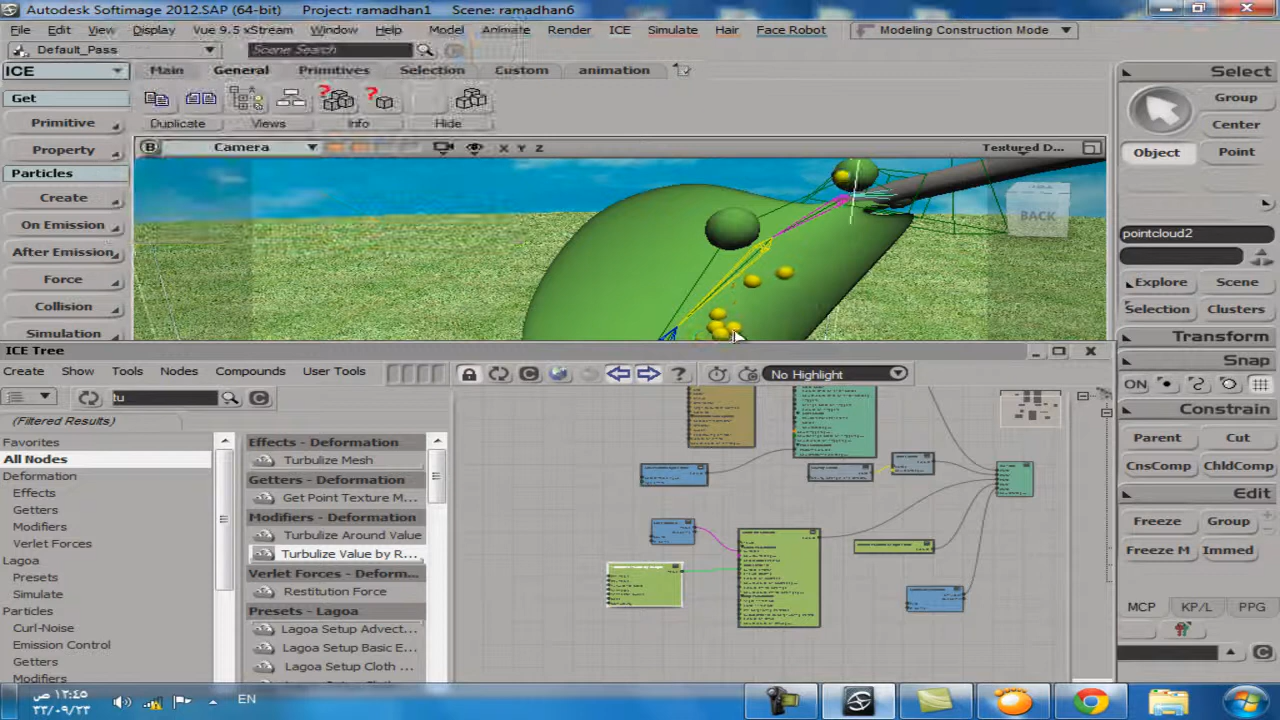 Autodesk Softimage 2012.SAP (64-bit)    Project: ramadhan1    Scene: ramadhan6
File Edit View Display Vue 9.5 xStream Window Help Model Animate Render ICE Simulate Hair Face Robot Modeling Construction Mode
Default_Pass Scene Search
ICE Main General Primitives Selection Custom animation Select
Get
Group
Primitive Duplicate Views Info Hide Center
Property B Camera X Y Z Textured D... Object Point
Particles
Create
On Emission BACK pointcloud2
After Emission
Force Explore Scene
Collision Selection Clusters
Simulation Transform
ICE Tree Snap
Create Show Tools Nodes Compounds User Tools No Highlight ON
tu
Constrain
(Filtered Results)
Favorites Effects - Deformation Parent Cut
All Nodes Turbulize Mesh CnsComp ChldComp
Deformation Getters - Deformation
Effects Get Point Texture M... Edit
Getters Modifiers - Deformation
Modifiers Turbulize Around Value Freeze Group
Verlet Forces Turbulize Value by R... Freeze M Immed
Lagoa Verlet Forces - Deform...
Presets Restitution Force
Simulate Presets - Lagoa MCP KP/L PPG
Particles Lagoa Setup Advect...
Curl-Noise Lagoa Setup Basic E...
Emission Control
Getters Lagoa Setup Cloth ...
١٢:٤٥ ص
٣٣/٠٩/٢٣
EN